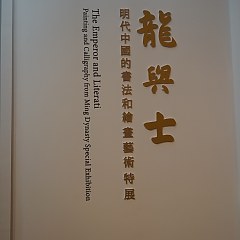 龍與士
明代中國的書法和繪畫藝術特展
The Emperor and Literati
Painting and Calligraphy from Ming Dynasty Special Exhibition